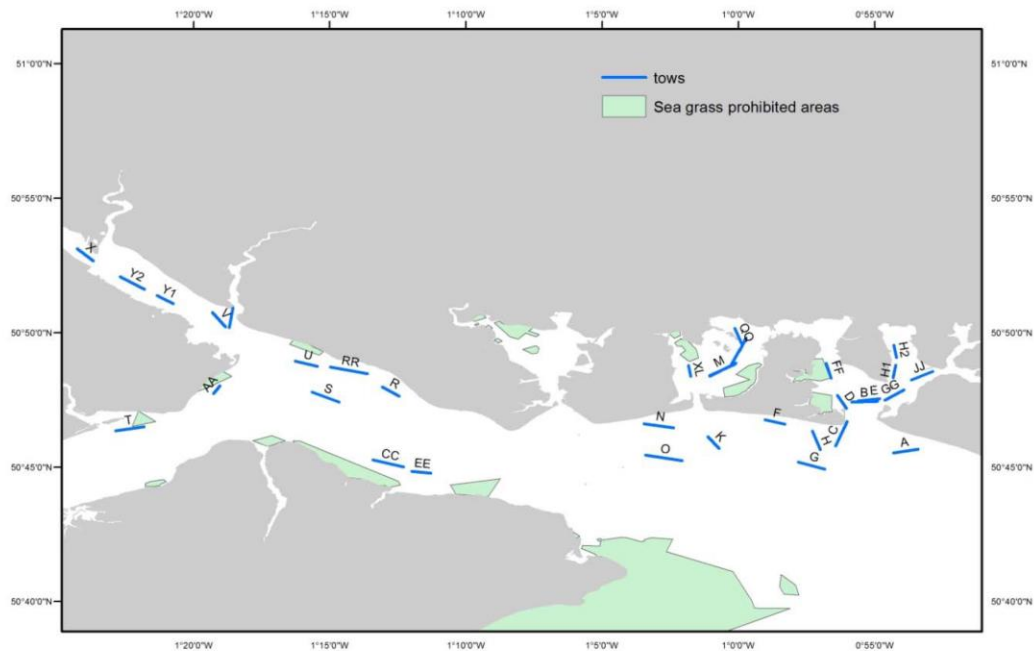 1°20'0"W 1°15'0"W 1°10'0"W 1°5'0"W 1°0'0"W 0°55'0"W
51°0'0"N 51°0'0"N
tows
Sea grass prohibited areas
50°55'0"N 50°55'0"N
X
Y2
Y1
V
50°50'0"N 50°50'0"N
QQ
H2
U
RR
XL
M
FF
H1
JJ
AA
S
R
D
B
E
GG
T
N
F
K
H
C
A
O
G
50°45'0"N 50°45'0"N
CC
EE
50°40'0"N 50°40'0"N
1°20'0"W 1°15'0"W 1°10'0"W 1°5'0"W 1°0'0"W 0°55'0"W